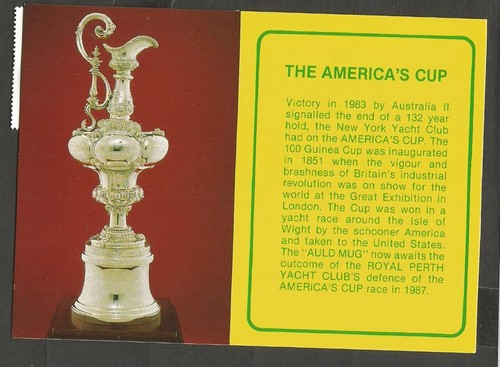 THE AMERICA'S CUP
Victory in 1983 by Australia II
signalled the end of a 132 year
hold, the New York Yacht Club
had on the AMERICA'S CUP. The
100 Guinea Cup was inaugurated
in 1851 when the vigour and
brashness of Britain's industrial
revolution was on show for the
world at the Great Exhibition in
London. The Cup was won in a
yacht race around the Isle of
Wight by the schooner America
and taken to the United States.
The "AULD MUG" now awaits the
outcome of the ROYAL PERTH
YACHT CLUB'S defence of the
AMERICA'S CUP race in 1987.